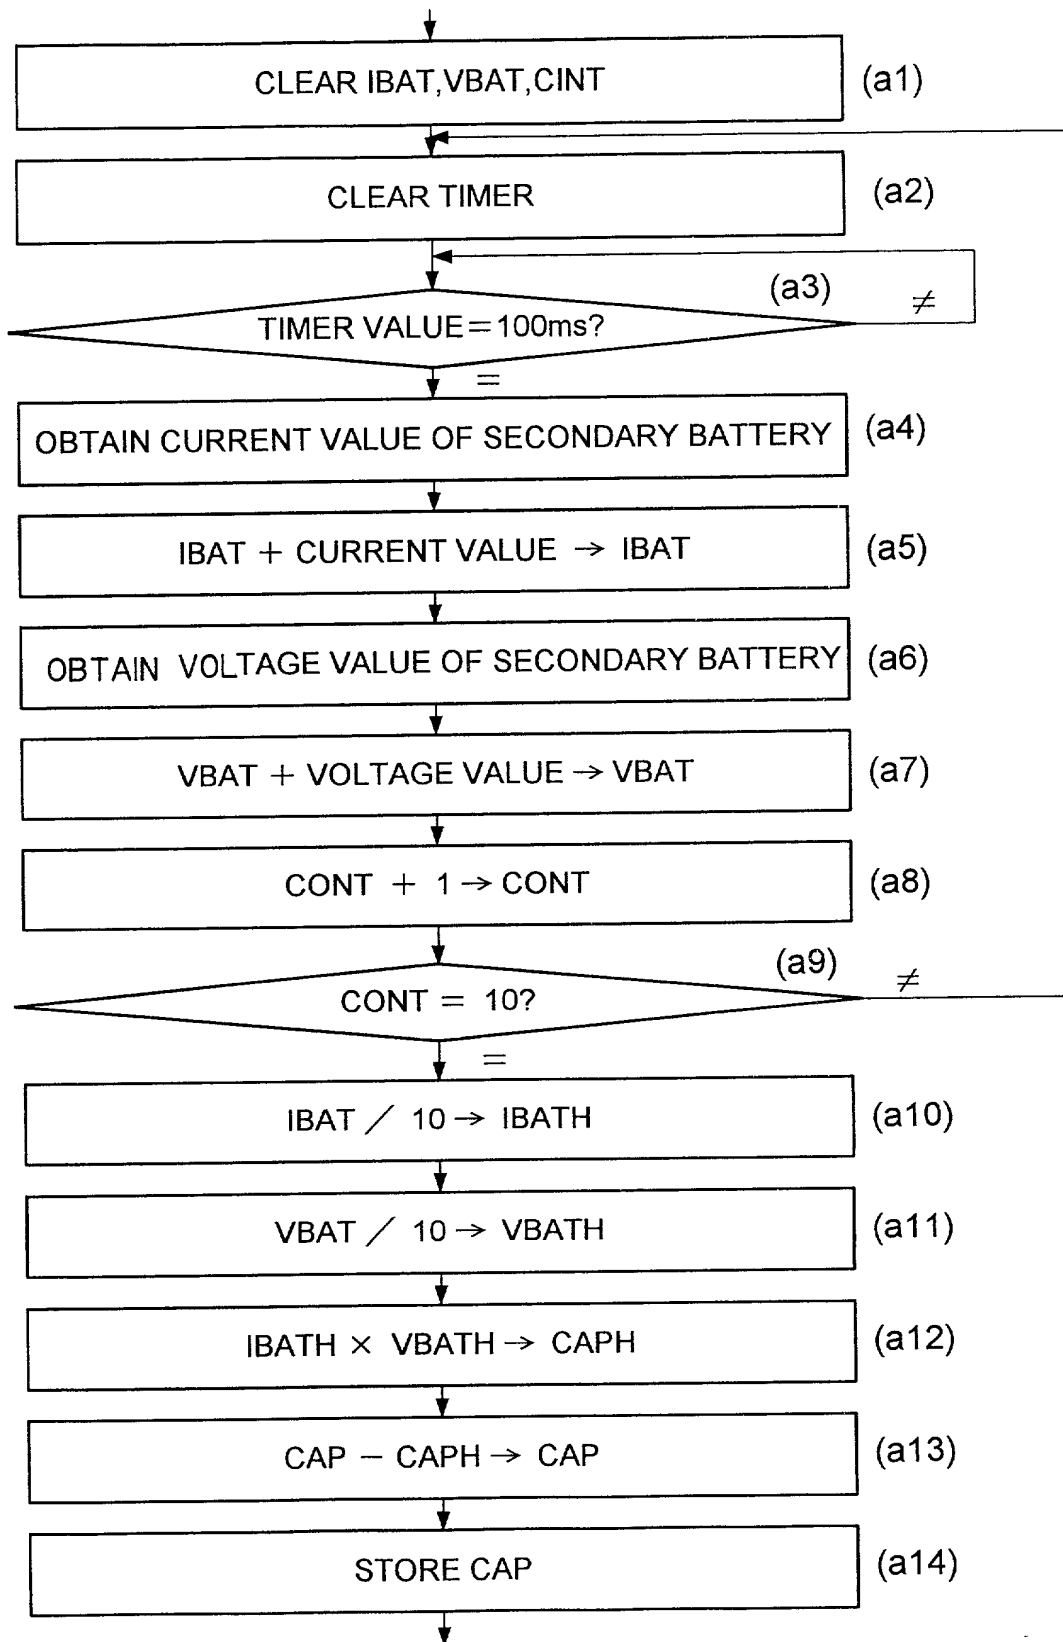 CLEAR IBAT,VBAT,CINT (a1)
CLEAR TIMER (a2)
(a3)
TIMER VALUE=100ms? ≠
=
OBTAIN CURRENT VALUE OF SECONDARY BATTERY (a4)
IBAT + CURRENT VALUE → IBAT (a5)
OBTAIN VOLTAGE VALUE OF SECONDARY BATTERY (a6)
VBAT + VOLTAGE VALUE → VBAT (a7)
CONT + 1 → CONT (a8)
(a9)
CONT = 10? ≠
=
IBAT / 10 → IBATH (a10)
VBAT / 10 → VBATH (a11)
IBATH × VBATH → CAPH (a12)
CAP − CAPH → CAP (a13)
STORE CAP (a14)